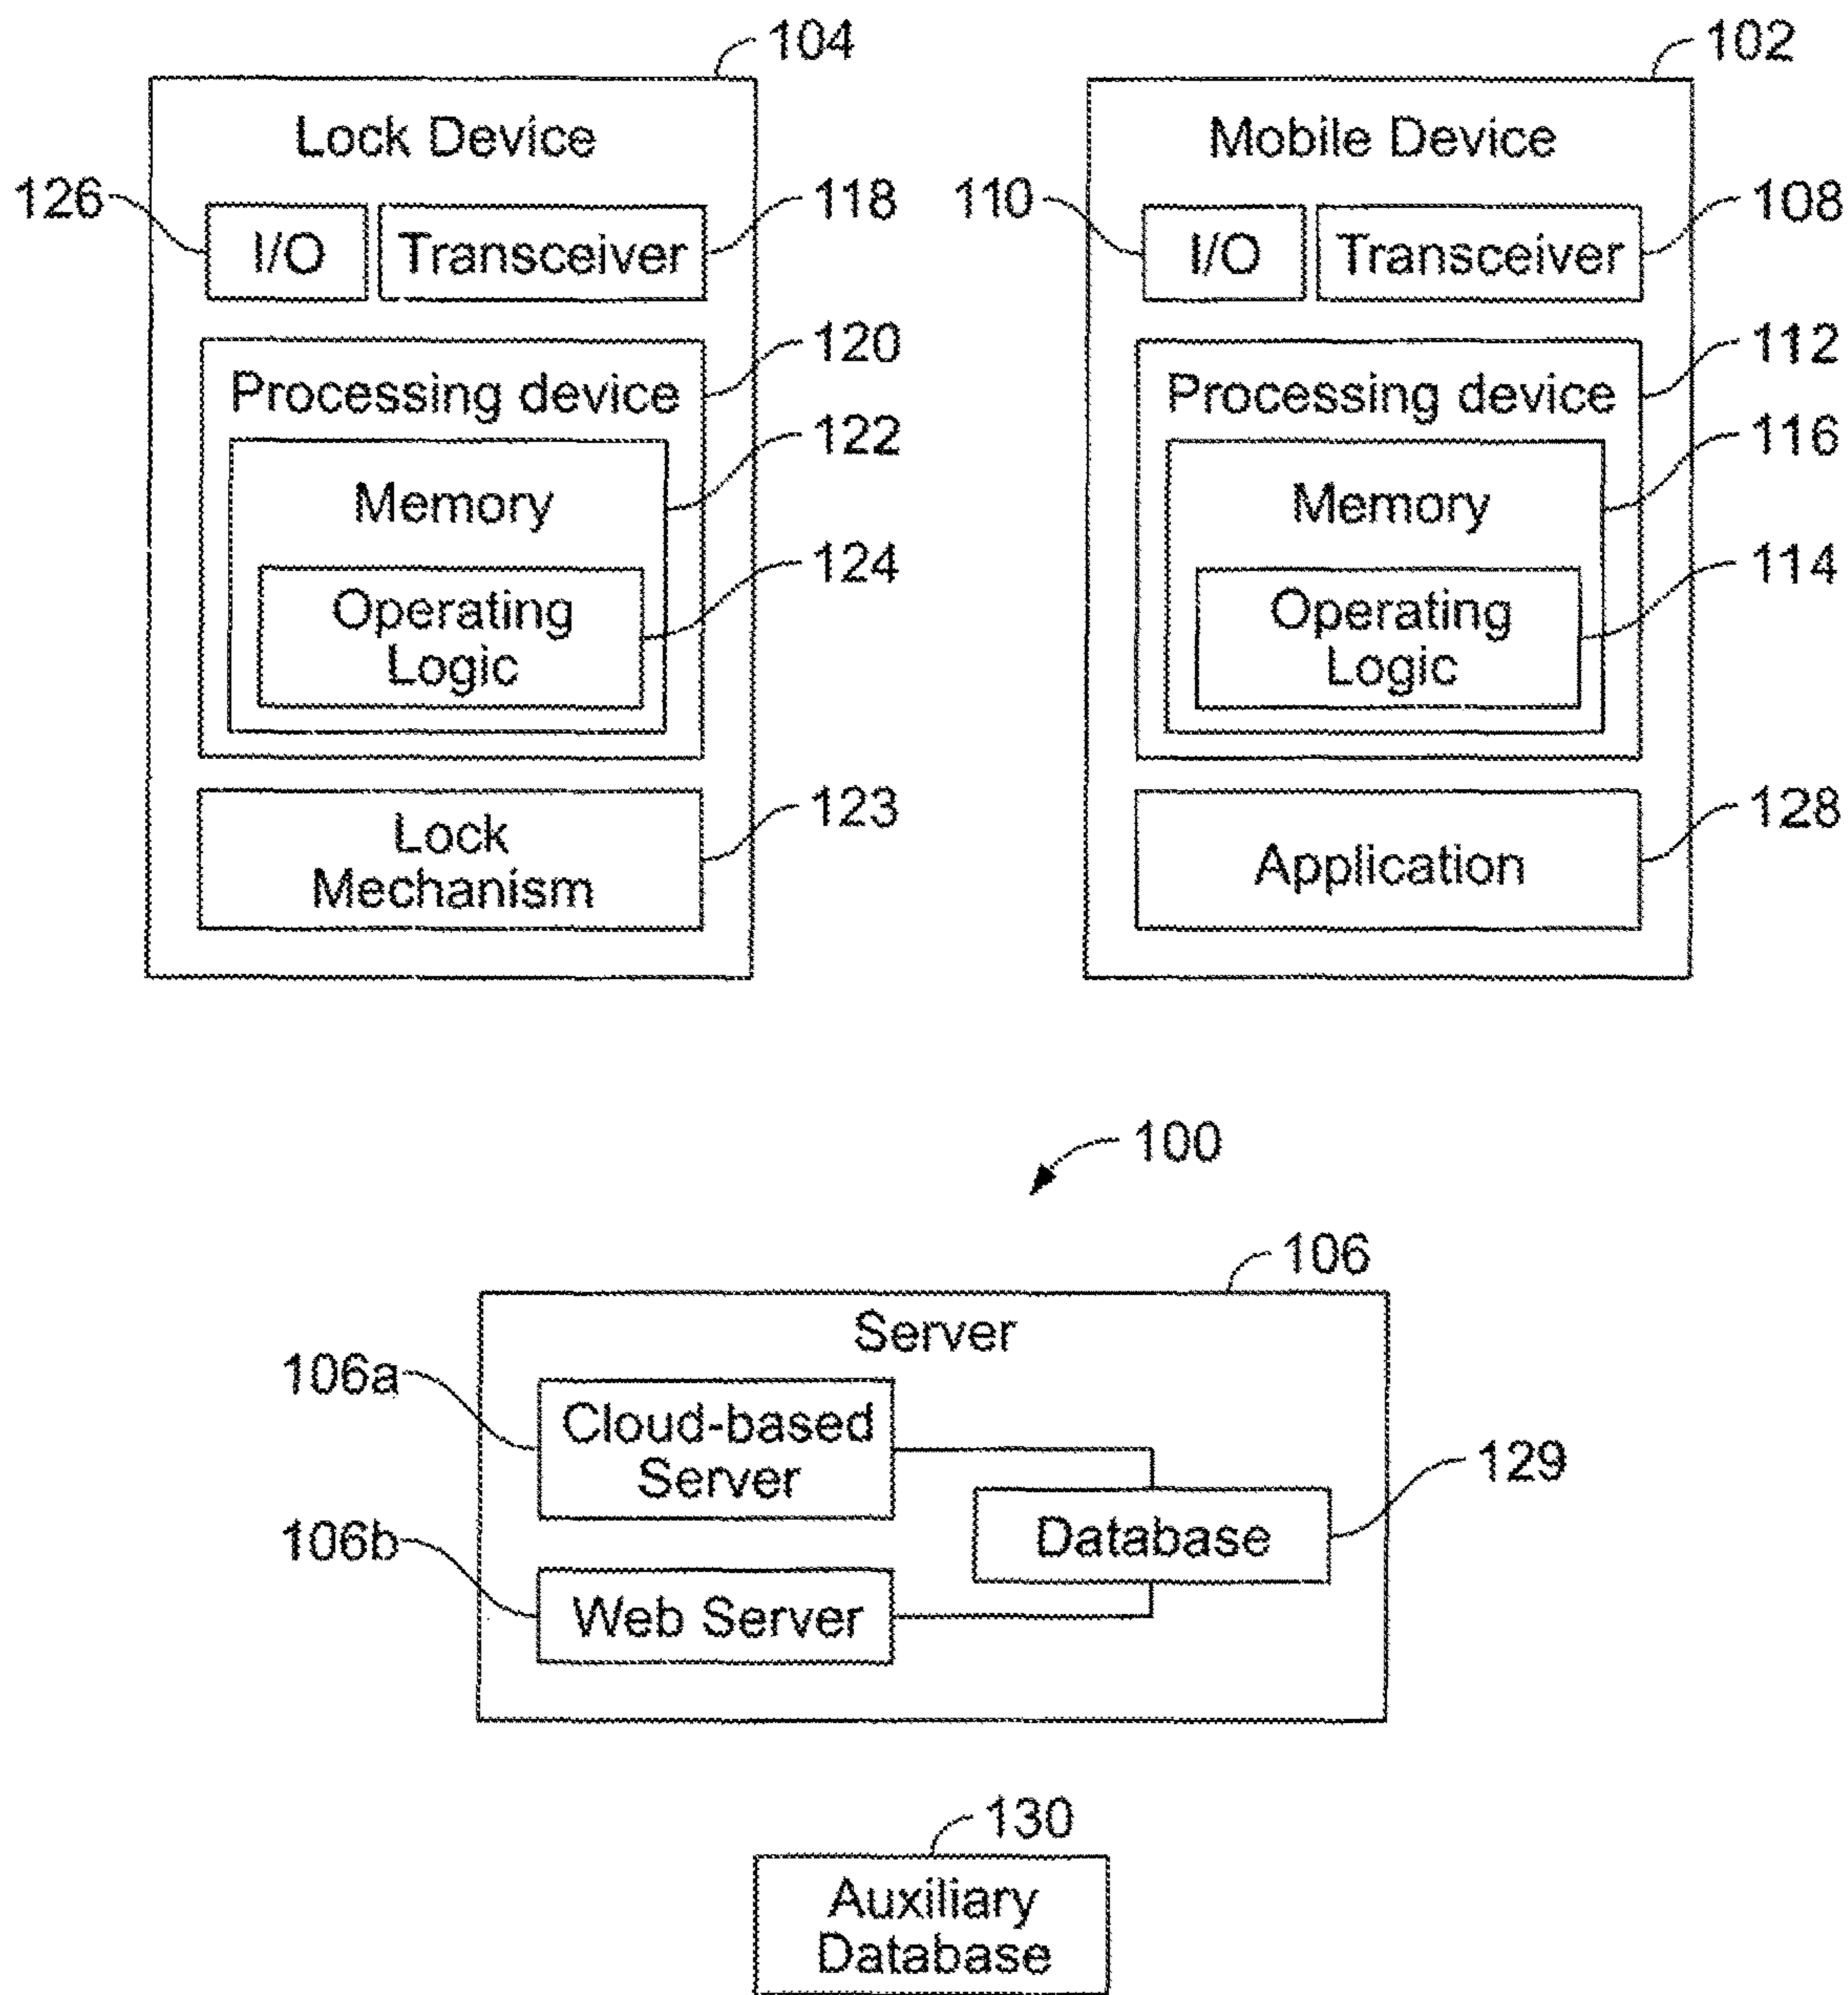 104
Lock Device
126
I/O
Transceiver
118
Processing device
120
Memory
122
Operating
Logic
124
Lock
Mechanism
123
102
Mobile Device
110
I/O
Transceiver
108
Processing device
112
Memory
116
Operating
Logic
114
Application
128
100
106
Server
106a
Cloud-based
Server
129
Database
106b
Web Server
130
Auxiliary
Database